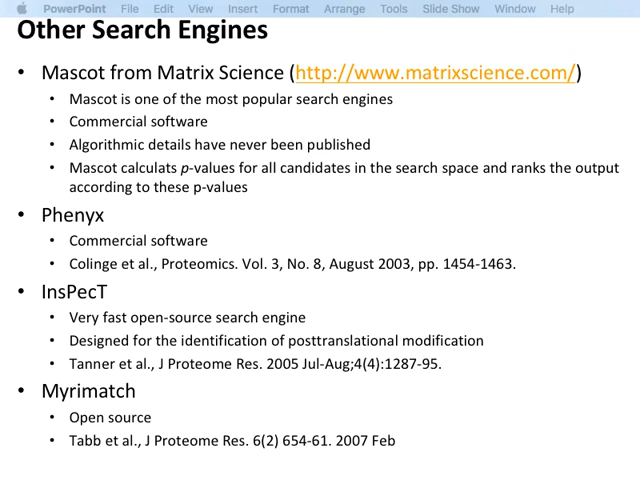 PowerPoint File Edit View Insert Format Arrange Tools Slide Show Window Help
Other Search Engines
• Mascot from Matrix Science (http://www.matrixscience.com/)
• Mascot is one of the most popular search engines
• Commercial software
• Algorithmic details have never been published
• Mascot calculats p-values for all candidates in the search space and ranks the output
according to these p-values
• Phenyx
• Commercial software
• Colinge et al., Proteomics. Vol. 3, No. 8, August 2003, pp. 1454-1463.
• InsPecT
• Very fast open-source search engine
• Designed for the identification of posttranslational modification
• Tanner et al., J Proteome Res. 2005 Jul-Aug;4(4):1287-95.
• Myrimatch
• Open source
• Tabb et al., J Proteome Res. 6(2) 654-61. 2007 Feb